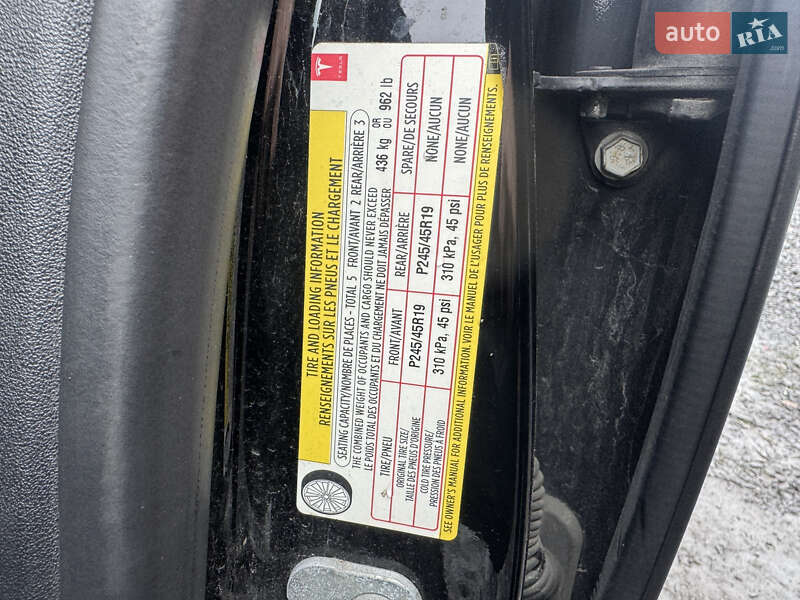 auto RIA .com
TESLA
TIRE AND LOADING INFORMATION
RENSEIGNEMENTS SUR LES PNEUS ET LE CHARGEMENT
SEATING CAPACITY/NOMBRE DE PLACES - TOTAL 5 FRONT/AVANT 2 REAR/ARRIÈRE 3
THE COMBINED WEIGHT OF OCCUPANTS AND CARGO SHOULD NEVER EXCEED
LE POIDS TOTAL DES OCCUPANTS ET DU CHARGEMENT NE DOIT JAMAIS DÉPASSER
436 kg OR OU 962 lb
TIRE/PNEU FRONT/AVANT REAR/ARRIÈRE SPARE/DE SECOURS
ORIGINAL TIRE SIZE/
TAILLE DES PNEUS D'ORIGINE
P245/45R19 P245/45R19 NONE/AUCUN
COLD TIRE PRESSURE/
PRESSION DES PNEUS À FROID
310 kPa, 45 psi 310 kPa, 45 psi NONE/AUCUN
SEE OWNER'S MANUAL FOR ADDITIONAL INFORMATION. VOIR LE MANUEL DE L'USAGER POUR PLUS DE RENSEIGNEMENTS.